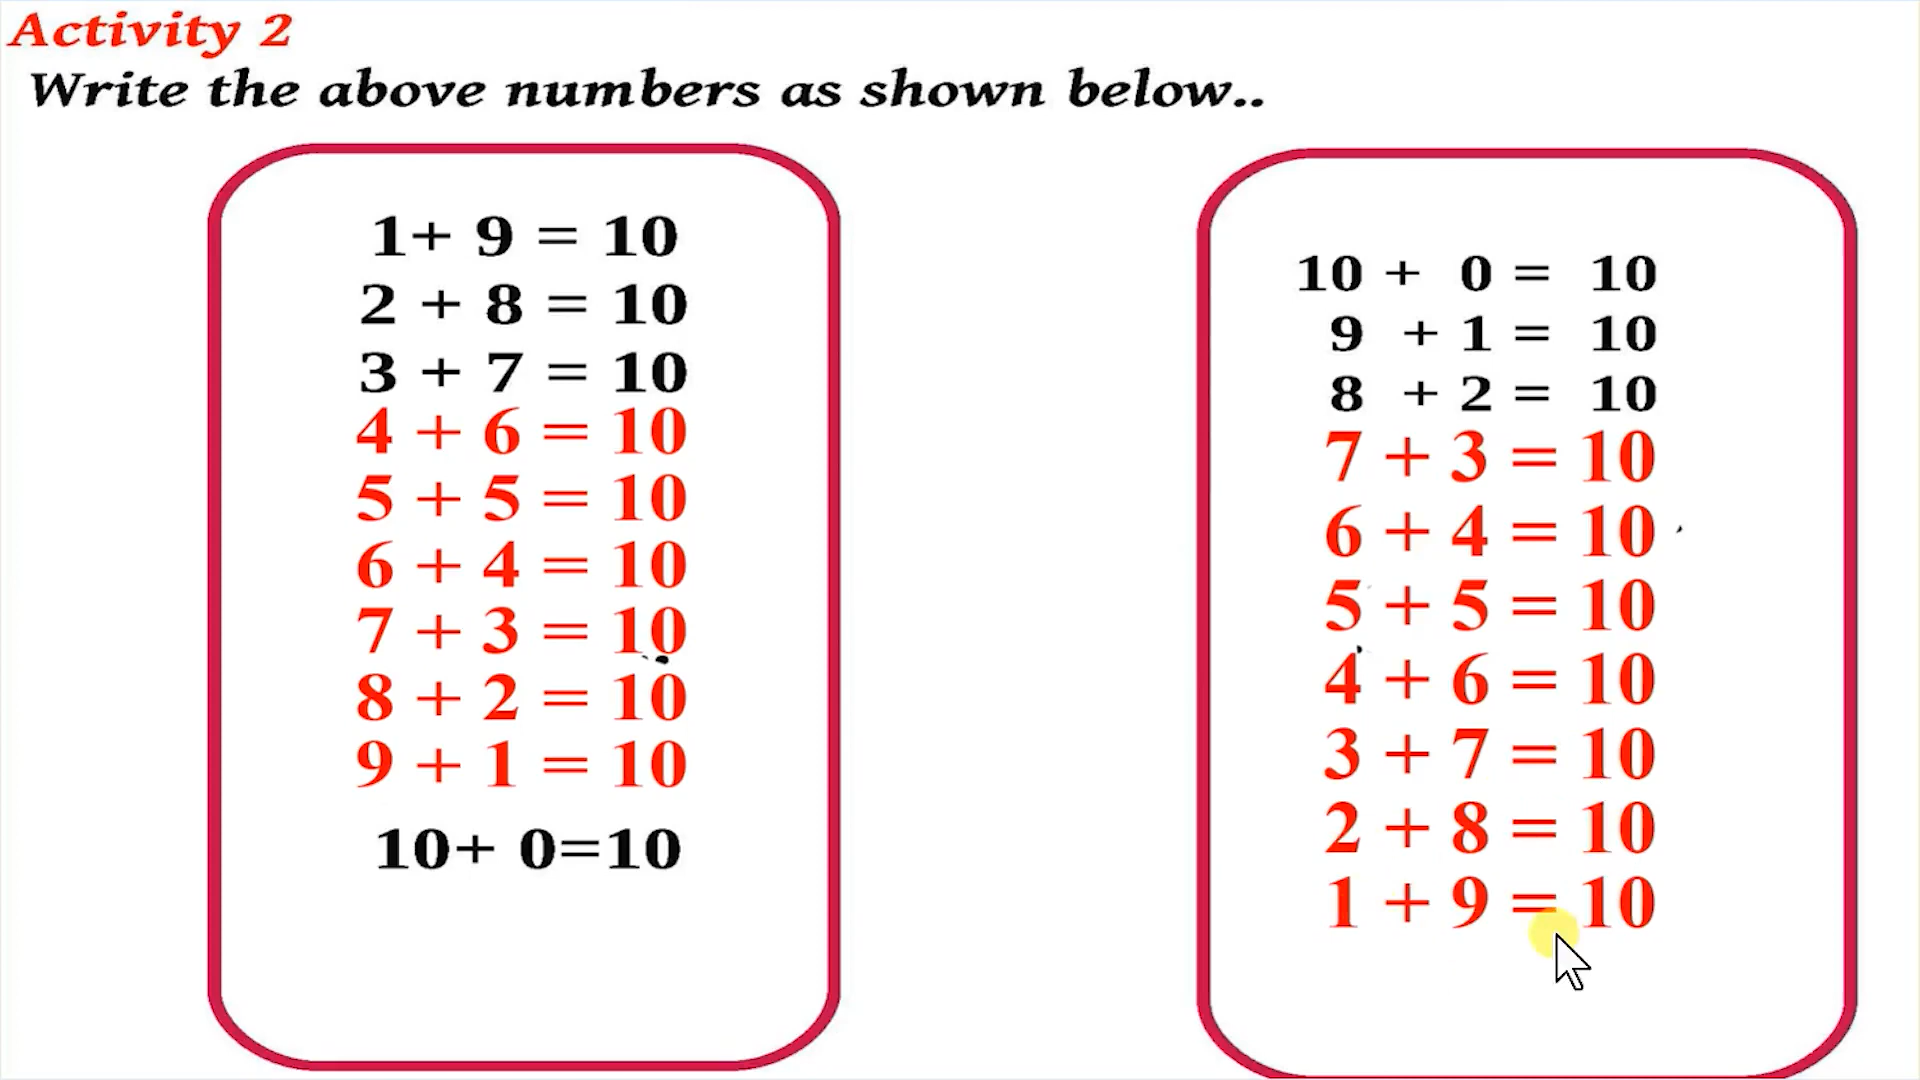 Activity 2
Write the above numbers as shown below..
1+ 9 = 10
2 + 8 = 10
3 + 7 = 10
4 + 6 = 10
5 + 5 = 10
6 + 4 = 10
7 + 3 = 10
8 + 2 = 10
9 + 1 = 10
10+ 0=10
10 + 0 = 10
9 + 1 = 10
8 + 2 = 10
7 + 3 = 10
6 + 4 = 10
5 + 5 = 10
4 + 6 = 10
3 + 7 = 10
2 + 8 = 10
1 + 9 = 10